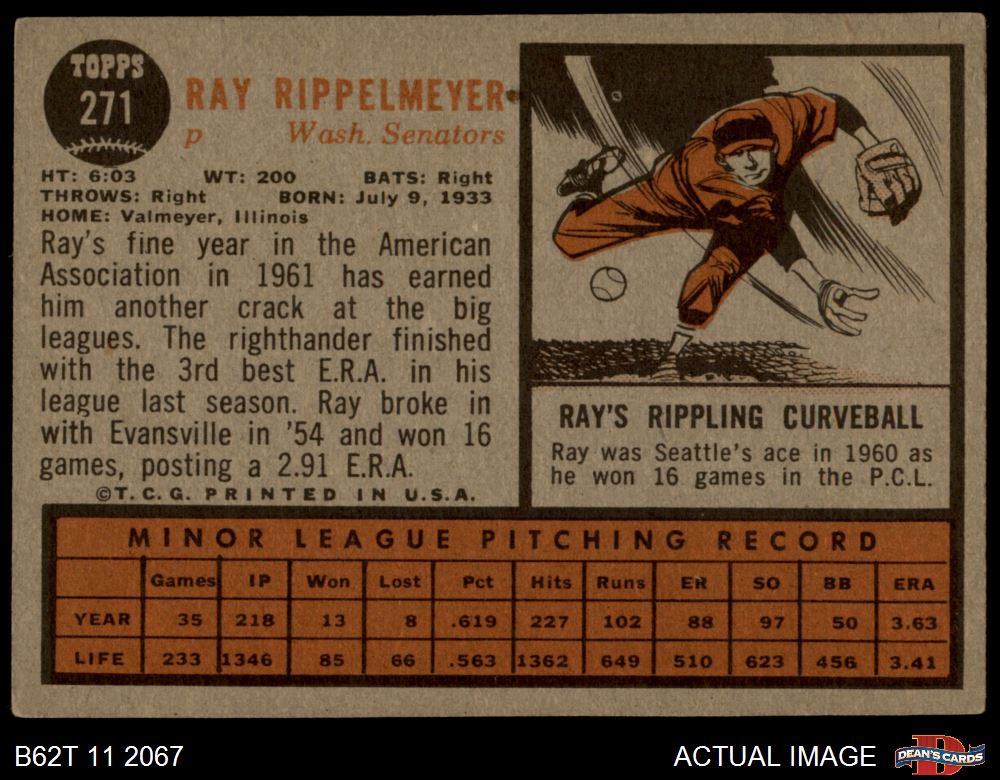 TOPPS
271
RAY RIPPELMEYER
p Wash. Senators
HT: 6:03 WT: 200 BATS: Right
THROWS: Right BORN: July 9, 1933
HOME: Valmeyer, Illinois
Ray's fine year in the American
Association in 1961 has earned
him another crack at the big
leagues. The righthander finished
with the 3rd best E.R.A. in his
league last season. Ray broke in
with Evansville in '54 and won 16
games, posting a 2.91 E.R.A.
©T.C.G. PRINTED IN U.S.A.
RAY'S RIPPLING CURVEBALL
Ray was Seattle's ace in 1960 as
he won 16 games in the P.C.L.
MINOR LEAGUE PITCHING RECORD
Games IP Won Lost Pct Hits Runs ER SO BB ERA
YEAR 35 218 13 8 .619 227 102 88 97 50 3.63
LIFE 233 1346 85 66 .563 1362 649 510 623 456 3.41
B62T 11 2067
ACTUAL IMAGE
D
DEAN'S CARDS